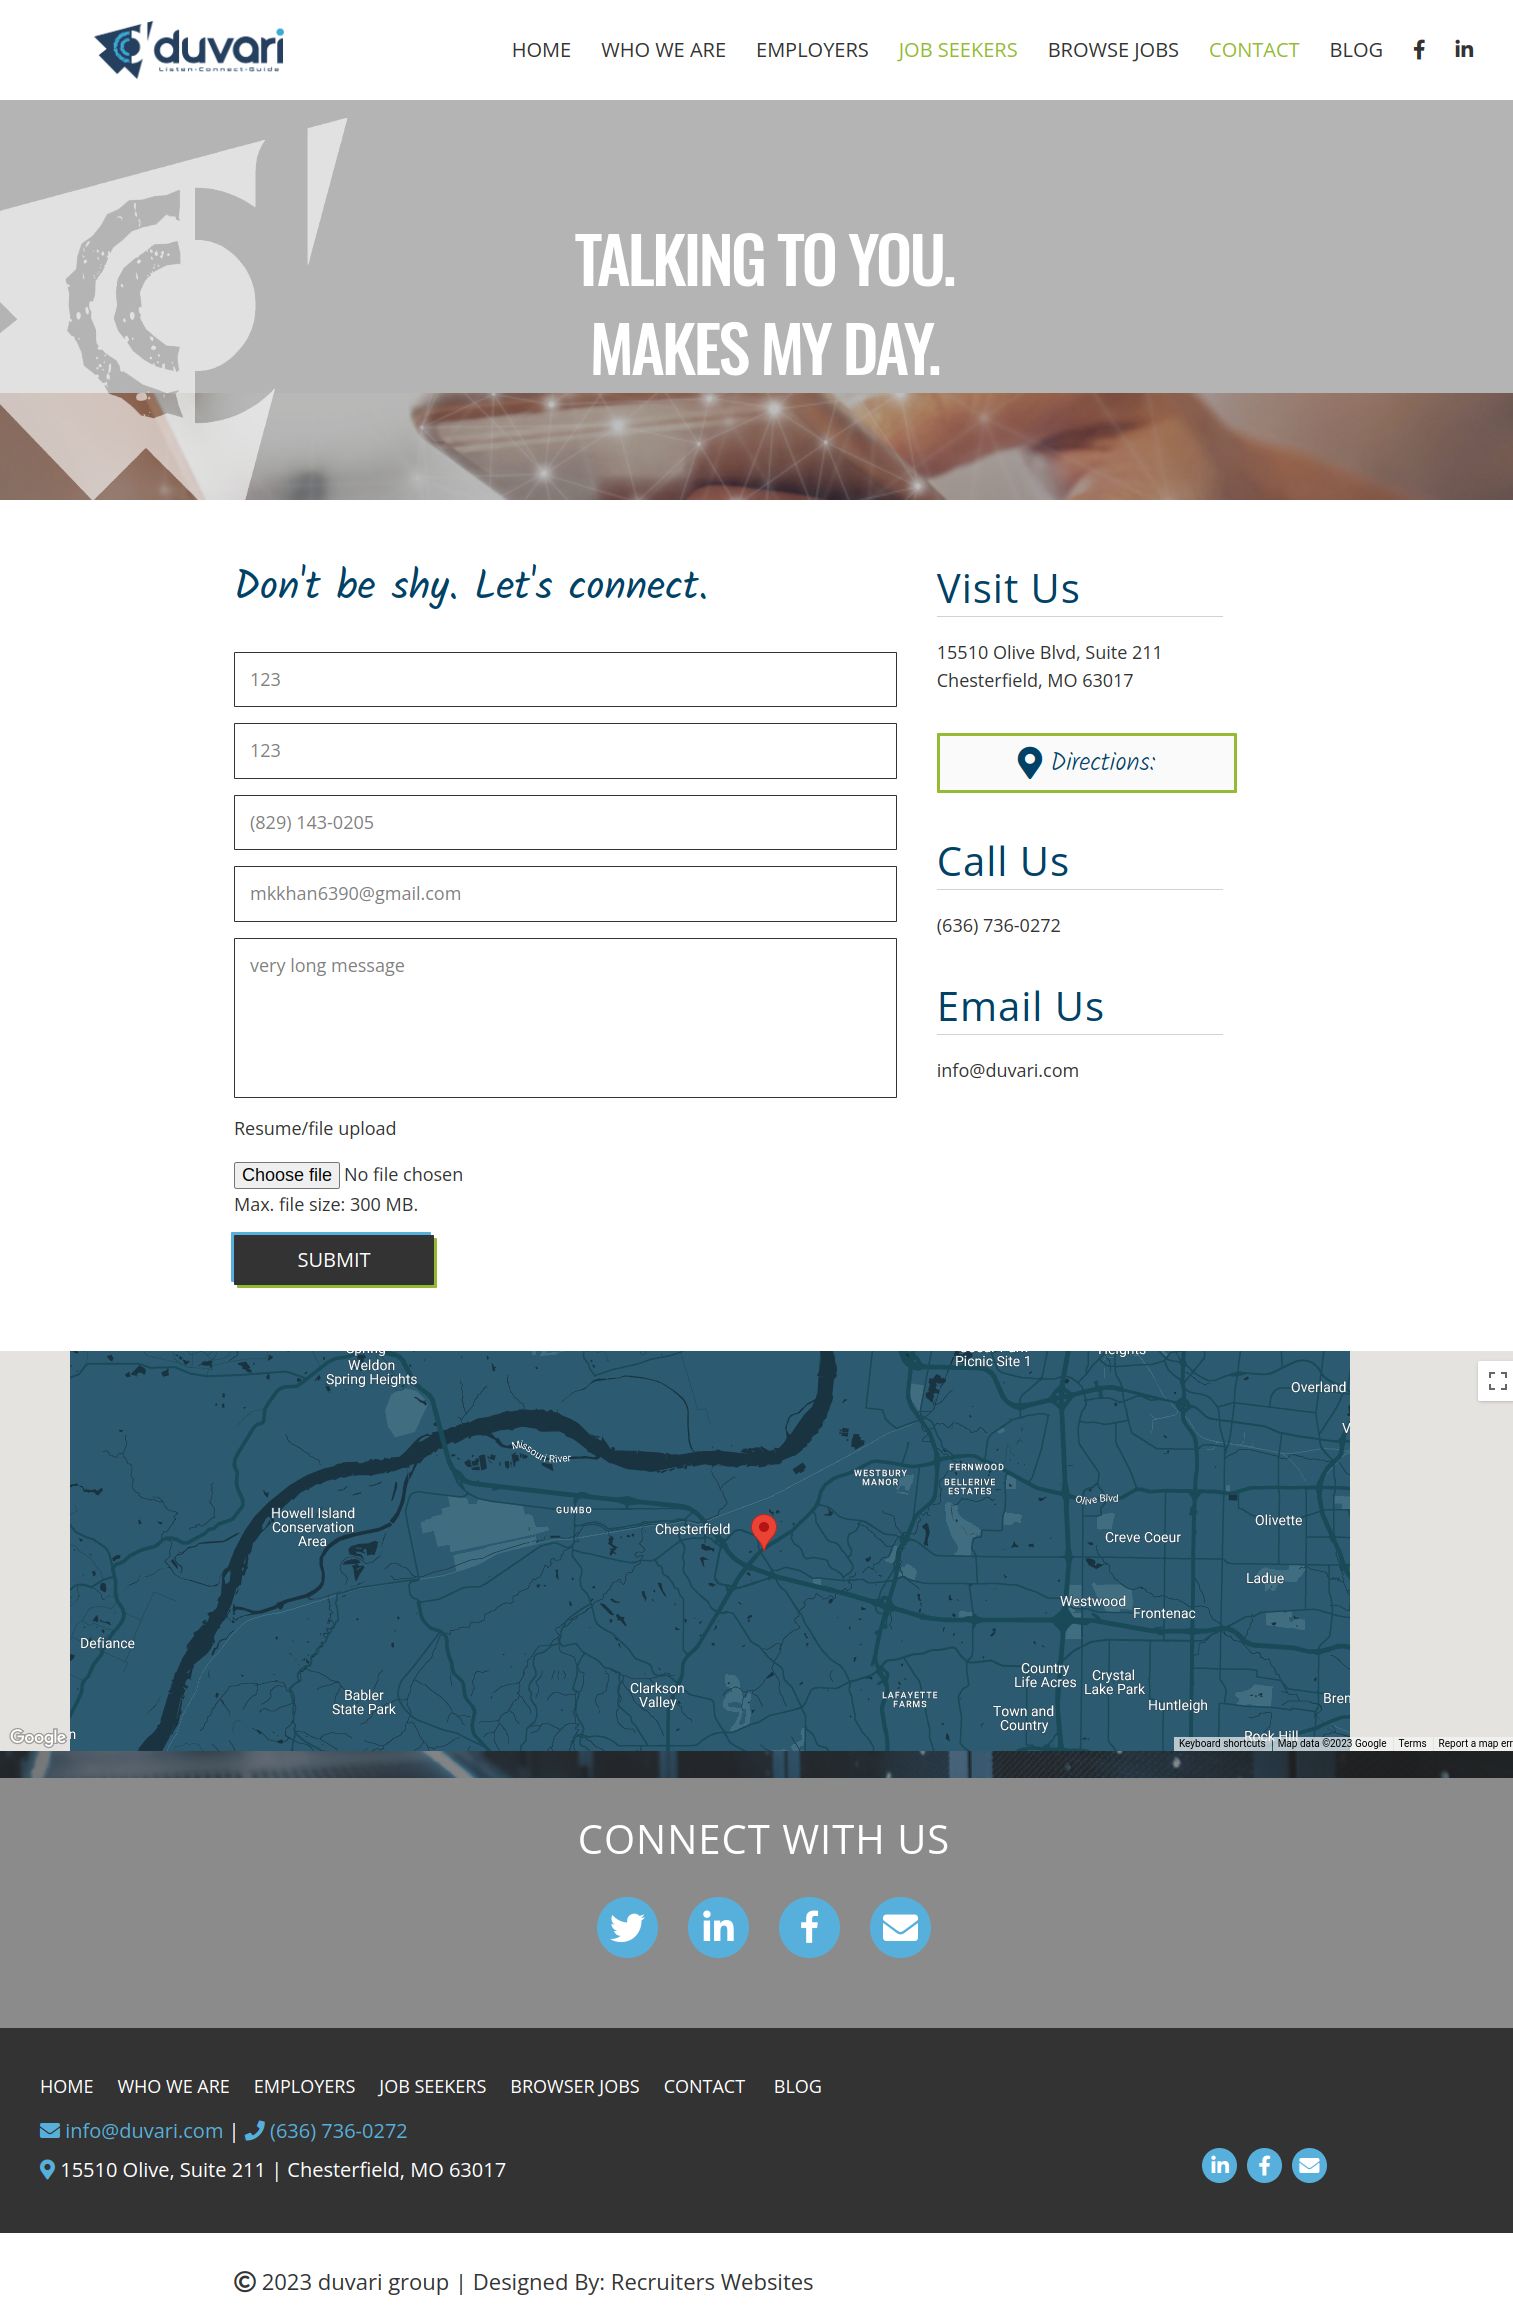 duvari
Listen-Connect-Guide
HOME WHO WE ARE EMPLOYERS JOB SEEKERS BROWSE JOBS CONTACT BLOG
TALKING TO YOU.
MAKES MY DAY.
Don't be shy. Let's connect.
123
123
(829) 143-0205
mkkhan6390@gmail.com
very long message
Resume/file upload
Choose file No file chosen
Max. file size: 300 MB.
SUBMIT
Visit Us
15510 Olive Blvd, Suite 211
Chesterfield, MO 63017
Directions:
Call Us
(636) 736-0272
Email Us
info@duvari.com
Spring
Weldon
Spring Heights
Picnic Site 1
Heights
Overland
Missouri River
WESTBURY
MANOR
FERNWOOD
BELLERIVE
ESTATES
Olive Blvd
GUMBO
Howell Island
Conservation
Area
Chesterfield
Olivette
Creve Coeur
Ladue
Westwood
Frontenac
Defiance
Country
Life Acres
Crystal
Lake Park
Clarkson
Valley
Babler
State Park
LAFAYETTE
FARMS
Huntleigh
Bren
Town and
Country
Rock Hill
Google
Keyboard shortcuts Map data ©2023 Google Terms Report a map err
CONNECT WITH US
HOME WHO WE ARE EMPLOYERS JOB SEEKERS BROWSER JOBS CONTACT BLOG
info@duvari.com | (636) 736-0272
15510 Olive, Suite 211 | Chesterfield, MO 63017
© 2023 duvari group | Designed By: Recruiters Websites